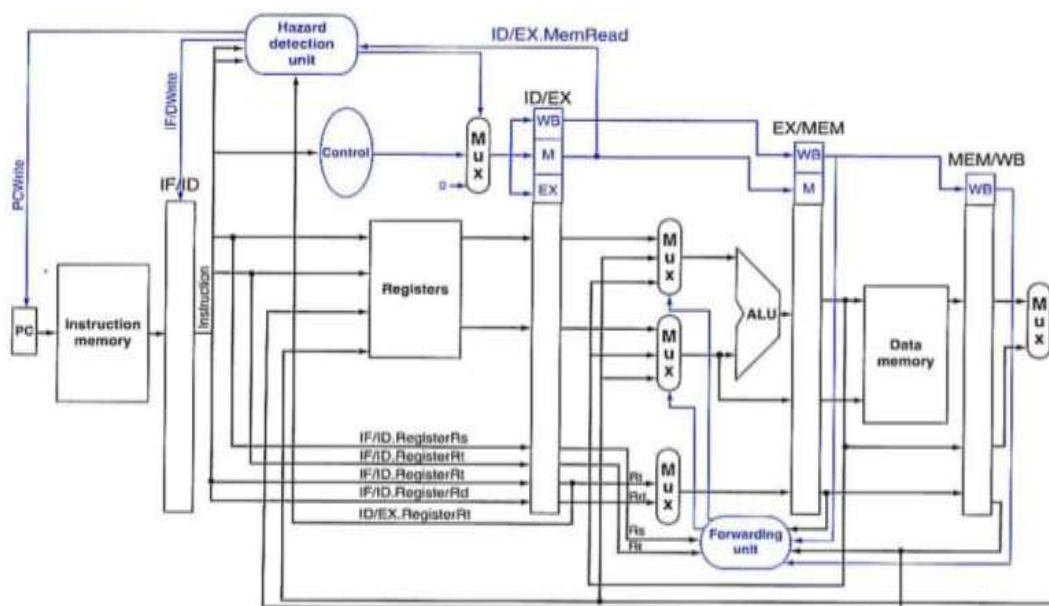 Hazard
detection
unit
ID/EX.MemRead
ID/EX
WB
M
EX
EX/MEM
WB
M
MEM/WB
WB
Control
M
u
x
0
PCWrite
IF/DWrite
IF/ID
PC
Instruction
memory
Instruction
Registers
M
u
x
M
u
x
ALU
Data
memory
M
u
x
IF/ID.RegisterRs
IF/ID.RegisterRt
IF/ID.RegisterRt
IF/ID.RegisterRd
ID/EX.RegisterRt
Rt
Rd
M
u
x
Rs
Rt
Forwarding
unit